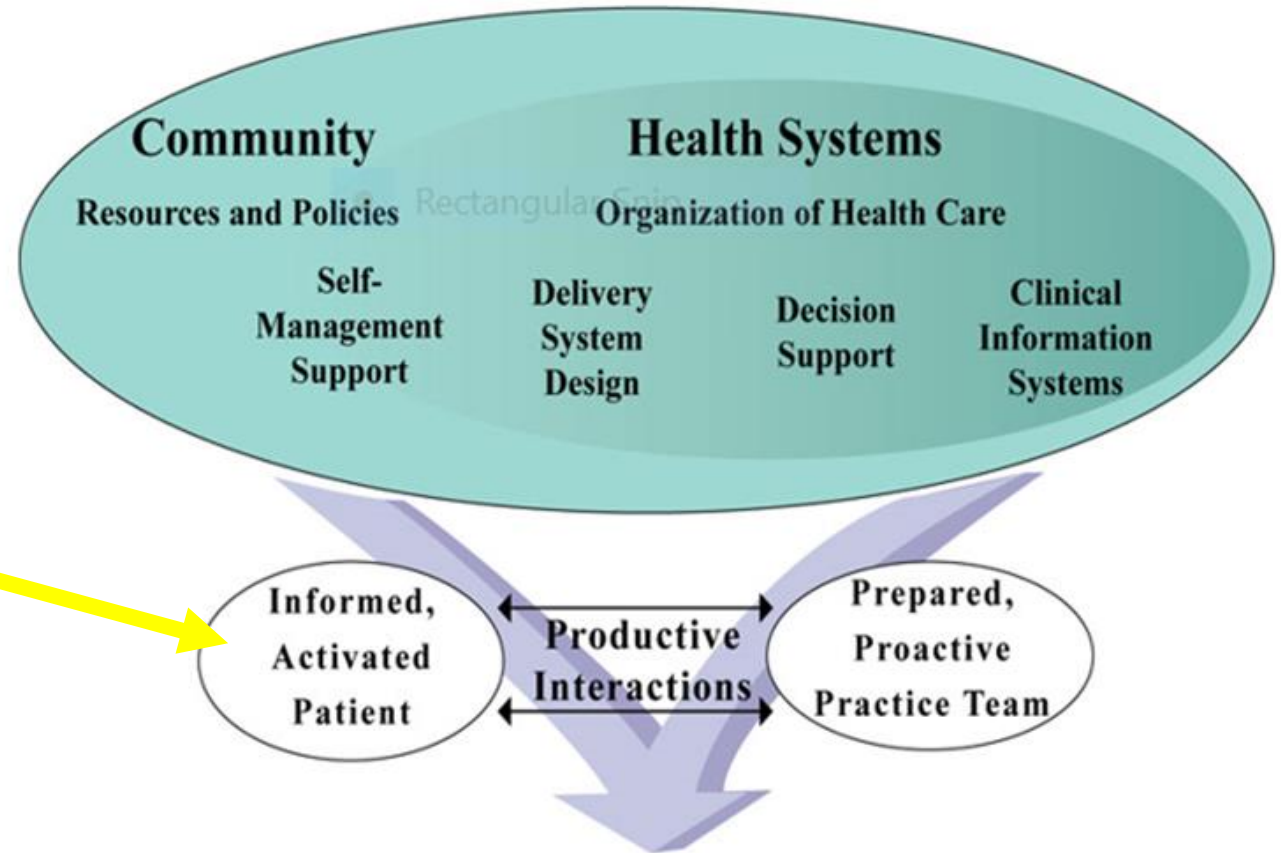 Community
Health Systems
Resources and Policies
Rectangular Snip
Organization of Health Care
Self-
Management
Support
Delivery
System
Design
Decision
Support
Clinical
Information
Systems
Informed,
Activated
Patient
Productive
Interactions
Prepared,
Proactive
Practice Team